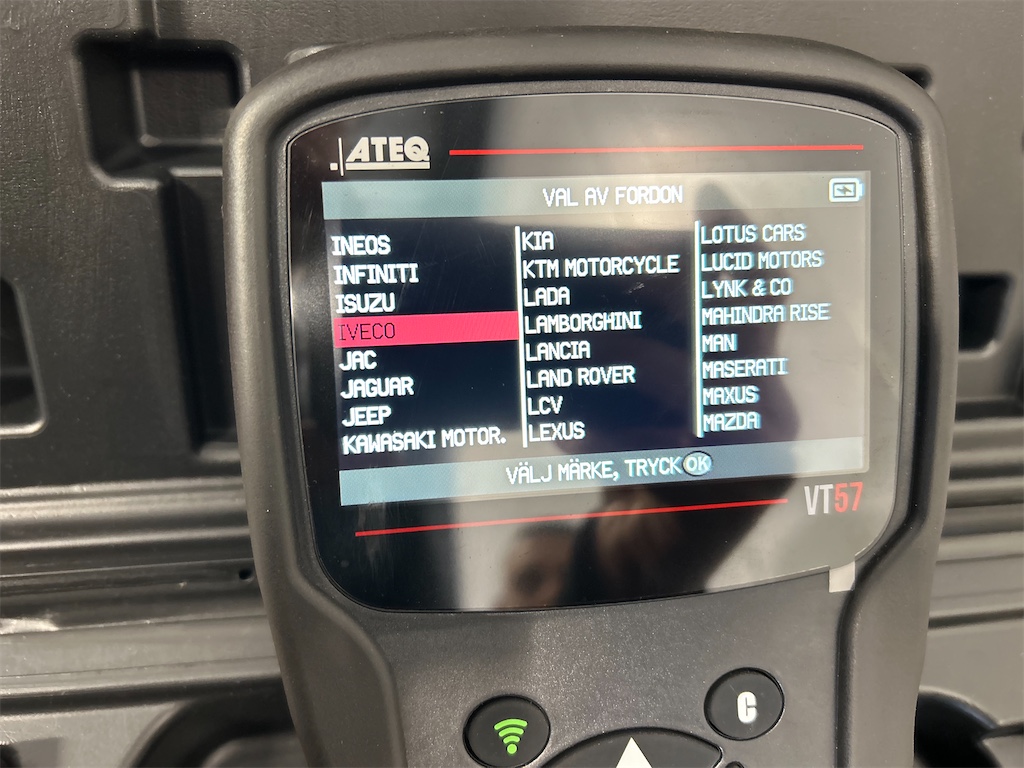 ATEQ
VAL AV FORDON
INEOS
INFINITI
ISUZU
IVECO
JAC
JAGUAR
JEEP
KAWASAKI MOTOR.
KIA
KTM MOTORCYCLE
LADA
LAMBORGHINI
LANCIA
LAND ROVER
LCV
LEXUS
LOTUS CARS
LUCID MOTORS
LYNK & CO
MAHINDRA RISE
MAN
MASERATI
MAXUS
MAZDA
VÄLJ MÄRKE, TRYCK OK
VT57
C